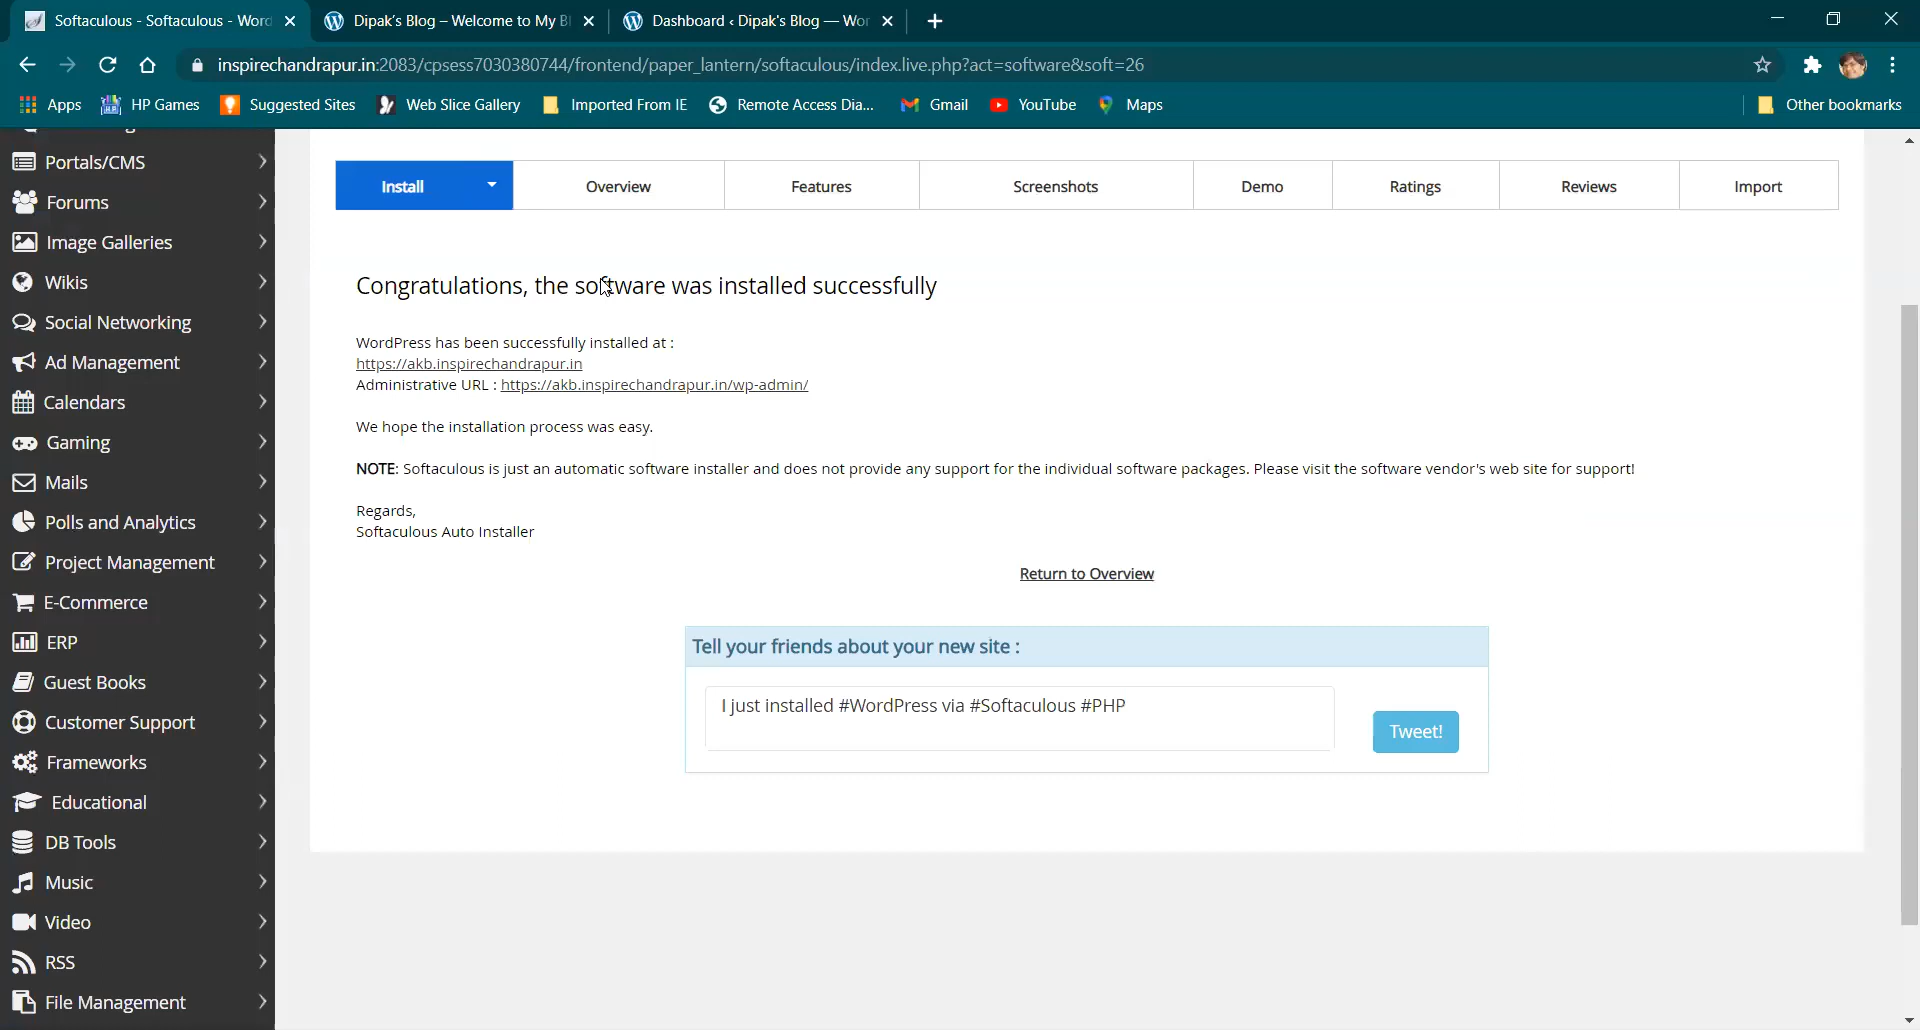 Softaculous - Softaculous - Word
Dipak's Blog – Welcome to My Bl
Dashboard ‹ Dipak's Blog — Wor
inspirechandrapur.in:2083/cpsess7030380744/frontend/paper_lantern/softaculous/index.live.php?act=software&soft=26
Apps
HP Games
Suggested Sites
Web Slice Gallery
Imported From IE
Remote Access Dia...
Gmail
YouTube
Maps
Other bookmarks
Portals/CMS
Forums
Image Galleries
Wikis
Social Networking
Ad Management
Calendars
Gaming
Mails
Polls and Analytics
Project Management
E-Commerce
ERP
Guest Books
Customer Support
Frameworks
Educational
DB Tools
Music
Video
RSS
File Management
Install
Overview
Features
Screenshots
Demo
Ratings
Reviews
Import
Congratulations, the software was installed successfully
WordPress has been successfully installed at :
https://akb.inspirechandrapur.in
Administrative URL : https://akb.inspirechandrapur.in/wp-admin/
We hope the installation process was easy.
NOTE: Softaculous is just an automatic software installer and does not provide any support for the individual software packages. Please visit the software vendor's web site for support!
Regards,
Softaculous Auto Installer
Return to Overview
Tell your friends about your new site :
I just installed #WordPress via #Softaculous #PHP
Tweet!